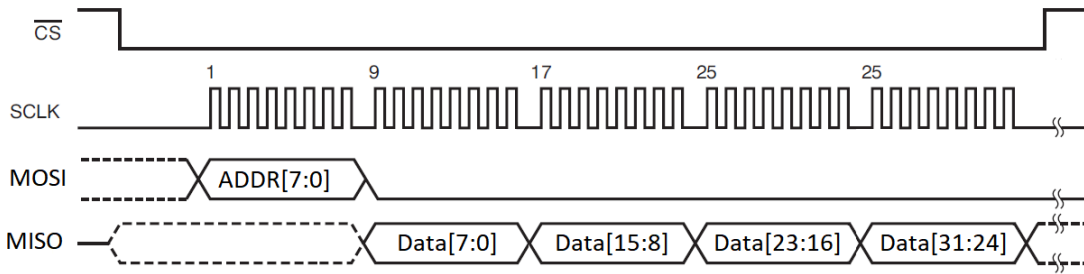 CS
1 9 17 25 25
SCLK
MOSI ADDR[7:0]
MISO Data[7:0] Data[15:8] Data[23:16] Data[31:24]